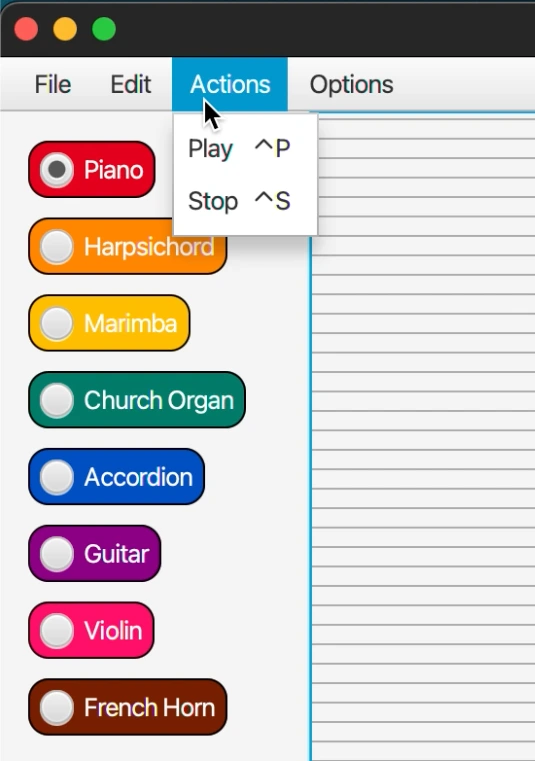 File Edit Actions Options
Play ^P
Stop ^S
Piano
Harpsichord
Marimba
Church Organ
Accordion
Guitar
Violin
French Horn